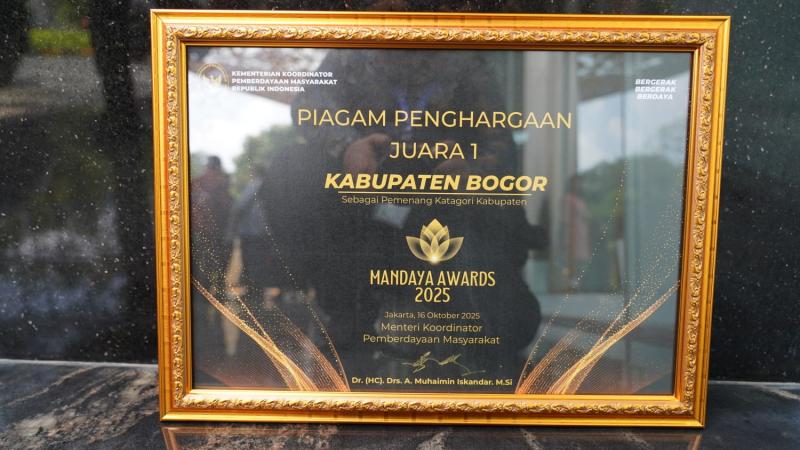 KEMENTERIAN KOORDINATOR
PEMBERDAYAAN MASYARAKAT
REPUBLIK INDONESIA
BERGERAK
BERGERAK
BERDAYA
PIAGAM PENGHARGAAN
JUARA 1
KABUPATEN BOGOR
Sebagai Pemenang Katagori Kabupaten
MANDAYA AWARDS
2025
Jakarta, 16 Oktober 2025
Menteri Koordinator
Pemberdayaan Masyarakat
Dr. (HC). Drs. A. Muhaimin Iskandar. M.Si